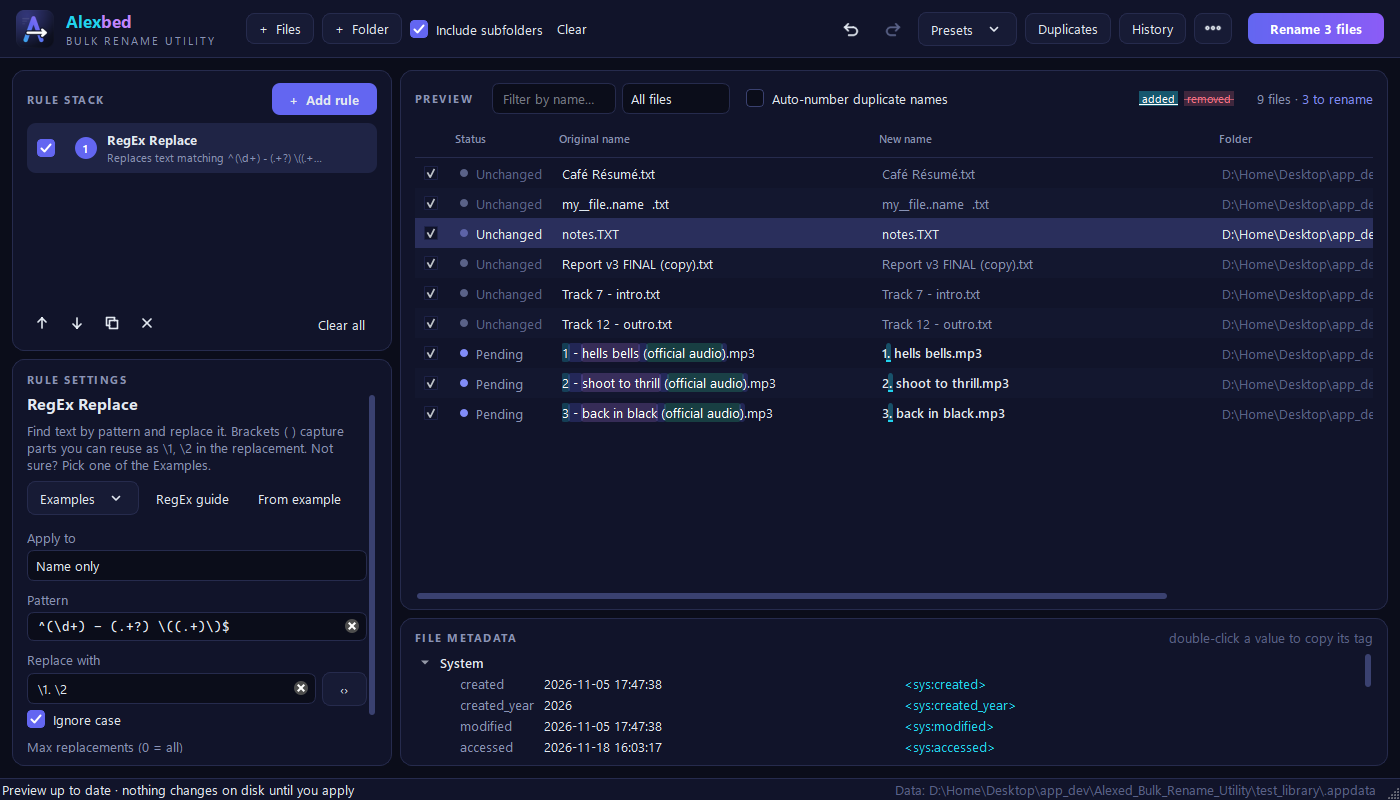 Alexbed
BULK RENAME UTILITY
+ Files
+ Folder
Include subfolders
Clear
Presets
Duplicates
History
•••
Rename 3 files
RULE STACK
+ Add rule
1
RegEx Replace
Replaces text matching ^(\d+) - (.+?) \((.+...
Clear all
RULE SETTINGS
RegEx Replace
Find text by pattern and replace it. Brackets ( ) capture
parts you can reuse as \1, \2 in the replacement. Not
sure? Pick one of the Examples.
Examples
RegEx guide
From example
Apply to
Name only
Pattern
^(\d+) - (.+?) \((.+)\)$
Replace with
\1. \2
‹›
Ignore case
Max replacements (0 = all)
PREVIEW
Filter by name...
All files
Auto-number duplicate names
added
removed
9 files · 3 to rename
Status Original name New name Folder
Unchanged Café Résumé.txt Café Résumé.txt D:\Home\Desktop\app_de
Unchanged my__file..name  .txt my__file..name  .txt D:\Home\Desktop\app_de
Unchanged notes.TXT notes.TXT D:\Home\Desktop\app_de
Unchanged Report v3 FINAL (copy).txt Report v3 FINAL (copy).txt D:\Home\Desktop\app_de
Unchanged Track 7 - intro.txt Track 7 - intro.txt D:\Home\Desktop\app_de
Unchanged Track 12 - outro.txt Track 12 - outro.txt D:\Home\Desktop\app_de
Pending 1 - hells bells (official audio).mp3 1. hells bells.mp3 D:\Home\Desktop\app_de
Pending 2 - shoot to thrill (official audio).mp3 2. shoot to thrill.mp3 D:\Home\Desktop\app_de
Pending 3 - back in black (official audio).mp3 3. back in black.mp3 D:\Home\Desktop\app_de
FILE METADATA
double-click a value to copy its tag
System
created 2026-11-05 17:47:38 <sys:created>
created_year 2026 <sys:created_year>
modified 2026-11-05 17:47:38 <sys:modified>
accessed 2026-11-18 16:03:17 <sys:accessed>
Preview up to date · nothing changes on disk until you apply
Data: D:\Home\Desktop\app_dev\Alexed_Bulk_Rename_Utility\test_library\.appdata